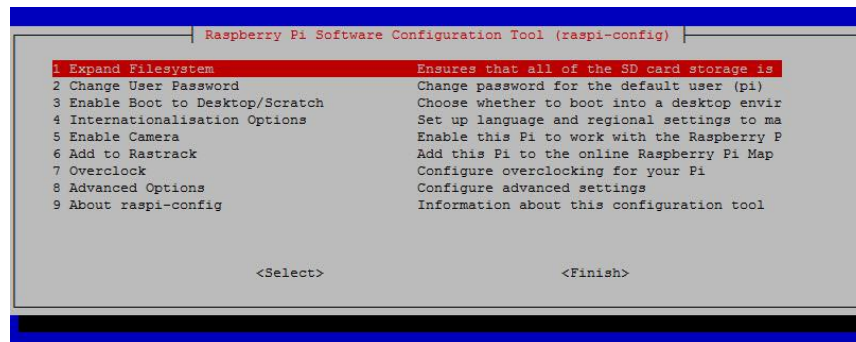 Raspberry Pi Software Configuration Tool (raspi-config)
1 Expand Filesystem Ensures that all of the SD card storage is
2 Change User Password Change password for the default user (pi)
3 Enable Boot to Desktop/Scratch Choose whether to boot into a desktop envir
4 Internationalisation Options Set up language and regional settings to ma
5 Enable Camera Enable this Pi to work with the Raspberry P
6 Add to Rastrack Add this Pi to the online Raspberry Pi Map
7 Overclock Configure overclocking for your Pi
8 Advanced Options Configure advanced settings
9 About raspi-config Information about this configuration tool
<Select> <Finish>